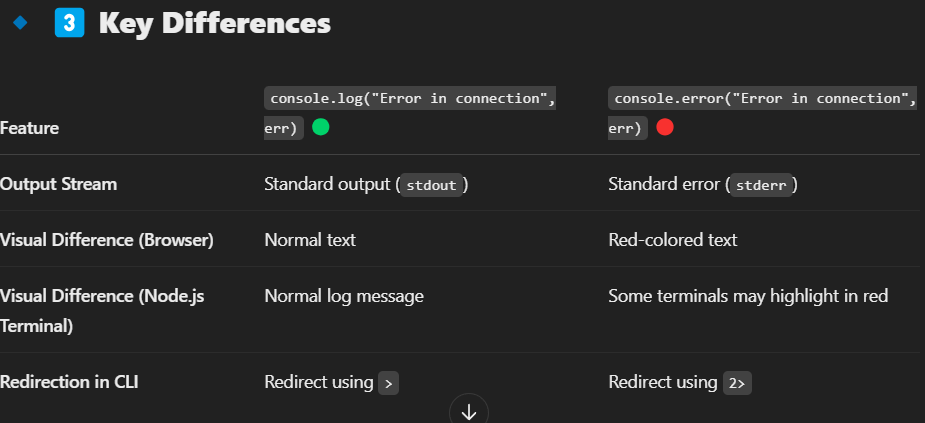 3 Key Differences
Feature
console.log("Error in connection",
err)
console.error("Error in connection",
err)
Output Stream
Standard output (stdout)
Standard error (stderr)
Visual Difference (Browser)
Normal text
Red-colored text
Visual Difference (Node.js
Terminal)
Normal log message
Some terminals may highlight in red
Redirection in CLI
Redirect using >
Redirect using 2>